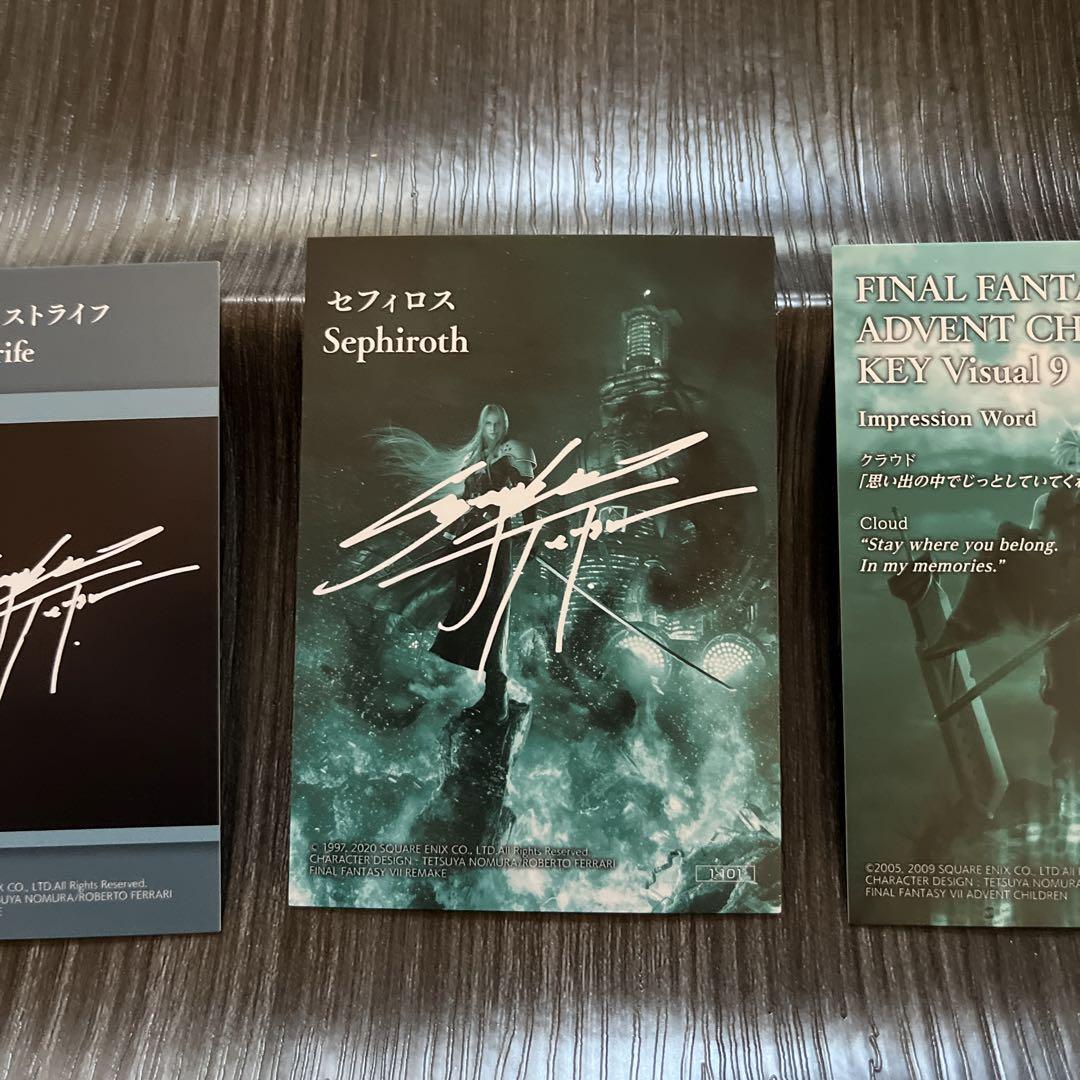 ストライフ
rife
X CO., LTD.All Rights Reserved.
SUYA NOMURA/ROBERTO FERRARI
E
セフィロス
Sephiroth
© 1997, 2020 SQUARE ENIX CO., LTD.All Rights Reserved.
CHARACTER DESIGN : TETSUYA NOMURA/ROBERTO FERRARI
FINAL FANTASY VII REMAKE
FINAL FANTA
ADVENT CH
KEY Visual 9
Impression Word
クラウド
「思い出の中でじっとしていてくれ
Cloud
“Stay where you belong.
In my memories.”
©2005, 2009 SQUARE ENIX CO., LTD.All
CHARACTER DESIGN : TETSUYA NOMURA
FINAL FANTASY VII ADVENT CHILDREN